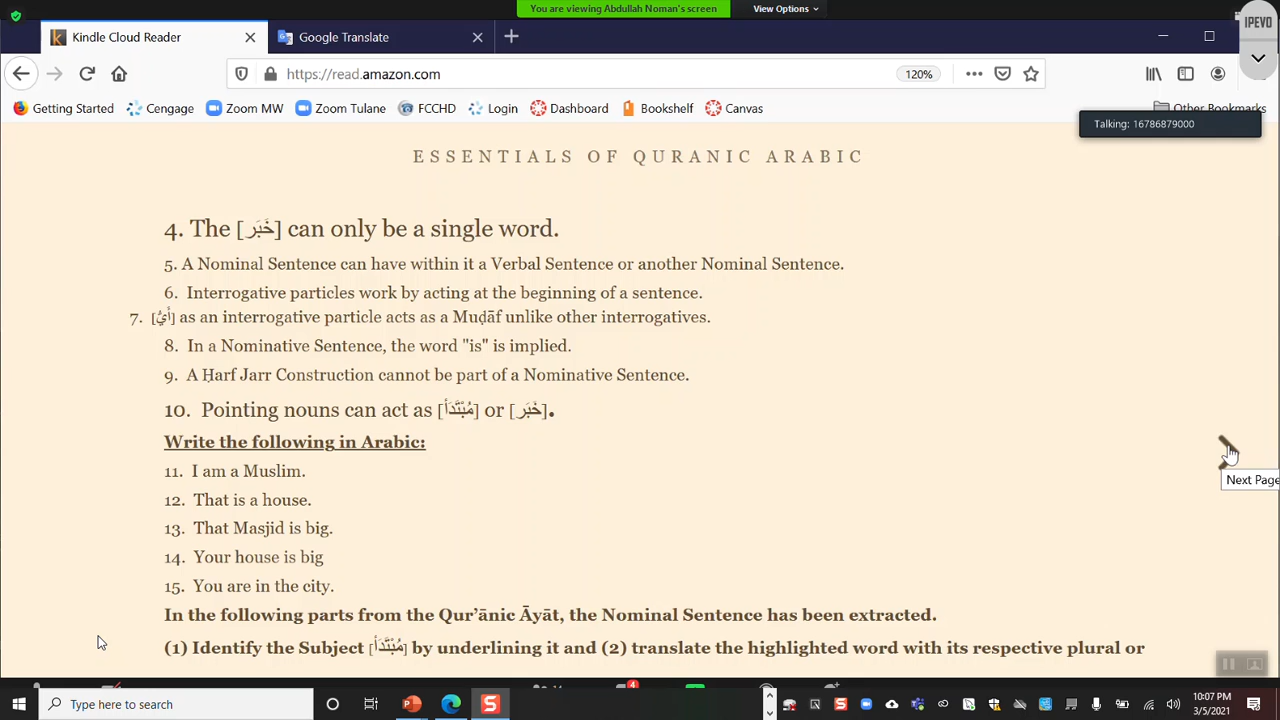 You are viewing Abdullah Noman's screen
View Options
IPEVO
Kindle Cloud Reader
Google Translate
https://read.amazon.com
120%
Getting Started
Cengage
Zoom MW
Zoom Tulane
FCCHD
Login
Dashboard
Bookshelf
Canvas
Other Bookmarks
Talking: 16786879000
ESSENTIALS OF QURANIC ARABIC
4. The [خَبَر] can only be a single word.
5. A Nominal Sentence can have within it a Verbal Sentence or another Nominal Sentence.
6. Interrogative particles work by acting at the beginning of a sentence.
7. [أَيُّ] as an interrogative particle acts as a Muḍāf unlike other interrogatives.
8. In a Nominative Sentence, the word "is" is implied.
9. A Ḥarf Jarr Construction cannot be part of a Nominative Sentence.
10. Pointing nouns can act as [مُبْتَدَأ] or [خَبَر].
Write the following in Arabic:
11. I am a Muslim.
12. That is a house.
13. That Masjid is big.
14. Your house is big
15. You are in the city.
Next Page
In the following parts from the Qur’ānic Āyāt, the Nominal Sentence has been extracted.
(1) Identify the Subject [مُبْتَدَأ] by underlining it and (2) translate the highlighted word with its respective plural or
Type here to search
4
10:07 PM
3/5/2021